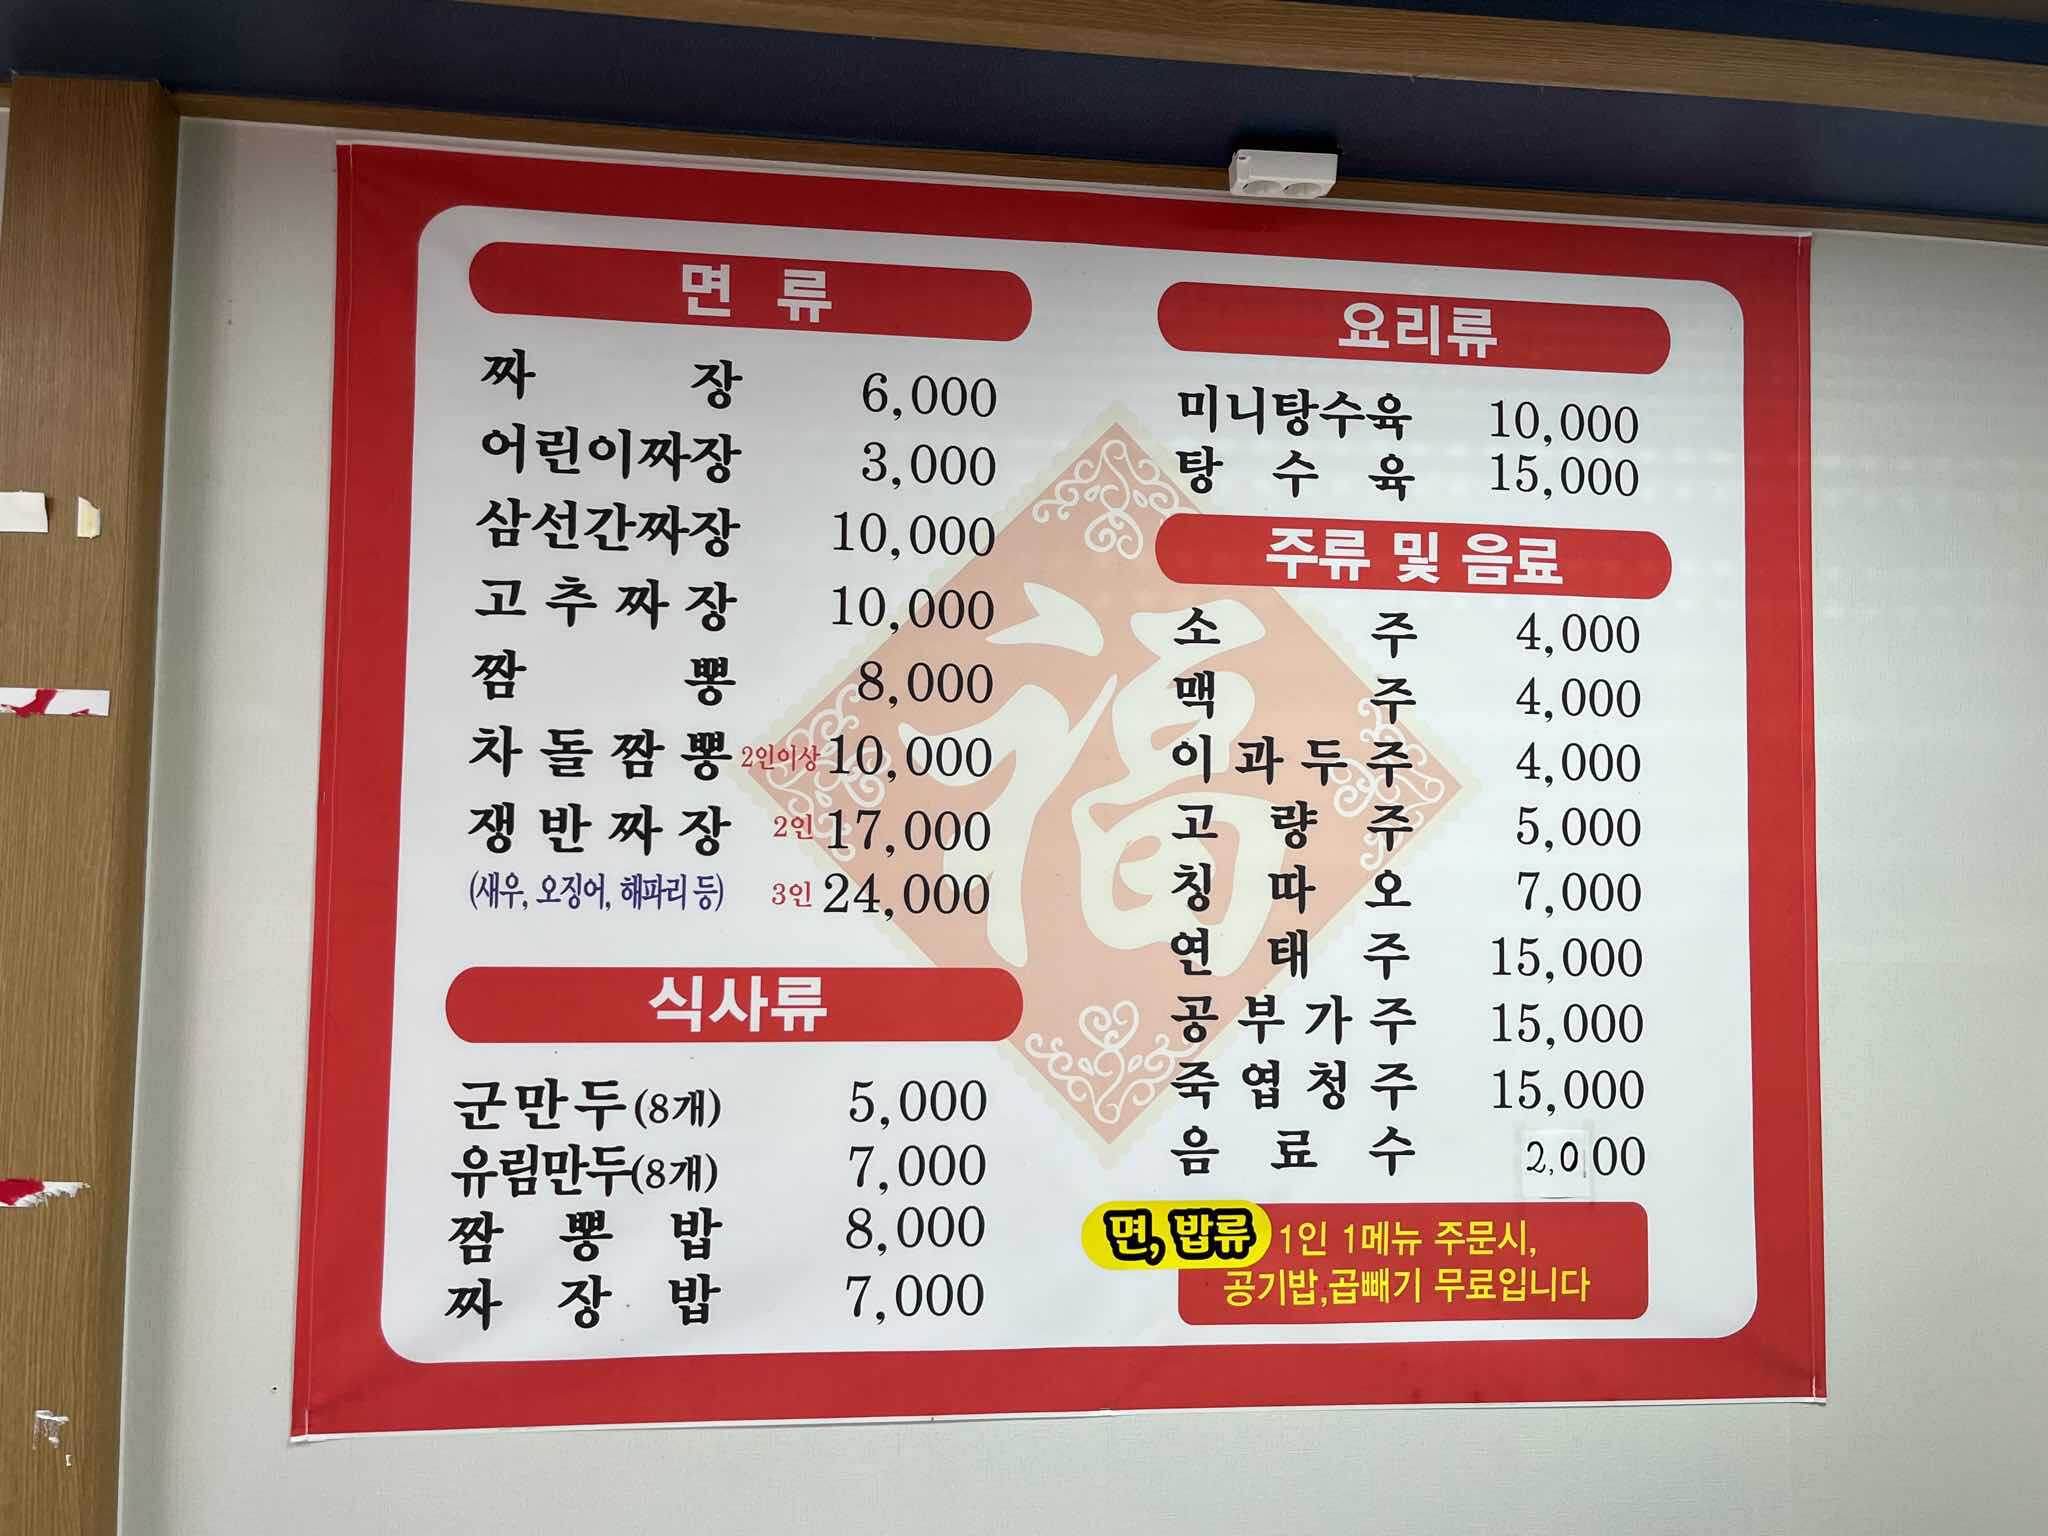 면 류
짜 장 6,000
어린이짜장 3,000
삼선간짜장 10,000
고추짜장 10,000
짬 뽕 8,000
차돌짬뽕 2인이상 10,000
쟁반짜장 2인 17,000
(새우, 오징어, 해파리 등) 3인 24,000
식사류
군만두(8개) 5,000
유림만두(8개) 7,000
짬 뽕 밥 8,000
짜 장 밥 7,000
요리류
미니탕수육 10,000
탕 수 육 15,000
주류 및 음료
소 주 4,000
맥 주 4,000
이과두주 4,000
고 량 주 5,000
칭 따 오 7,000
연 태 주 15,000
공부가주 15,000
죽엽청주 15,000
음 료 수 2,000
면, 밥류 1인 1메뉴 주문시,
공기밥,곱빼기 무료입니다
福